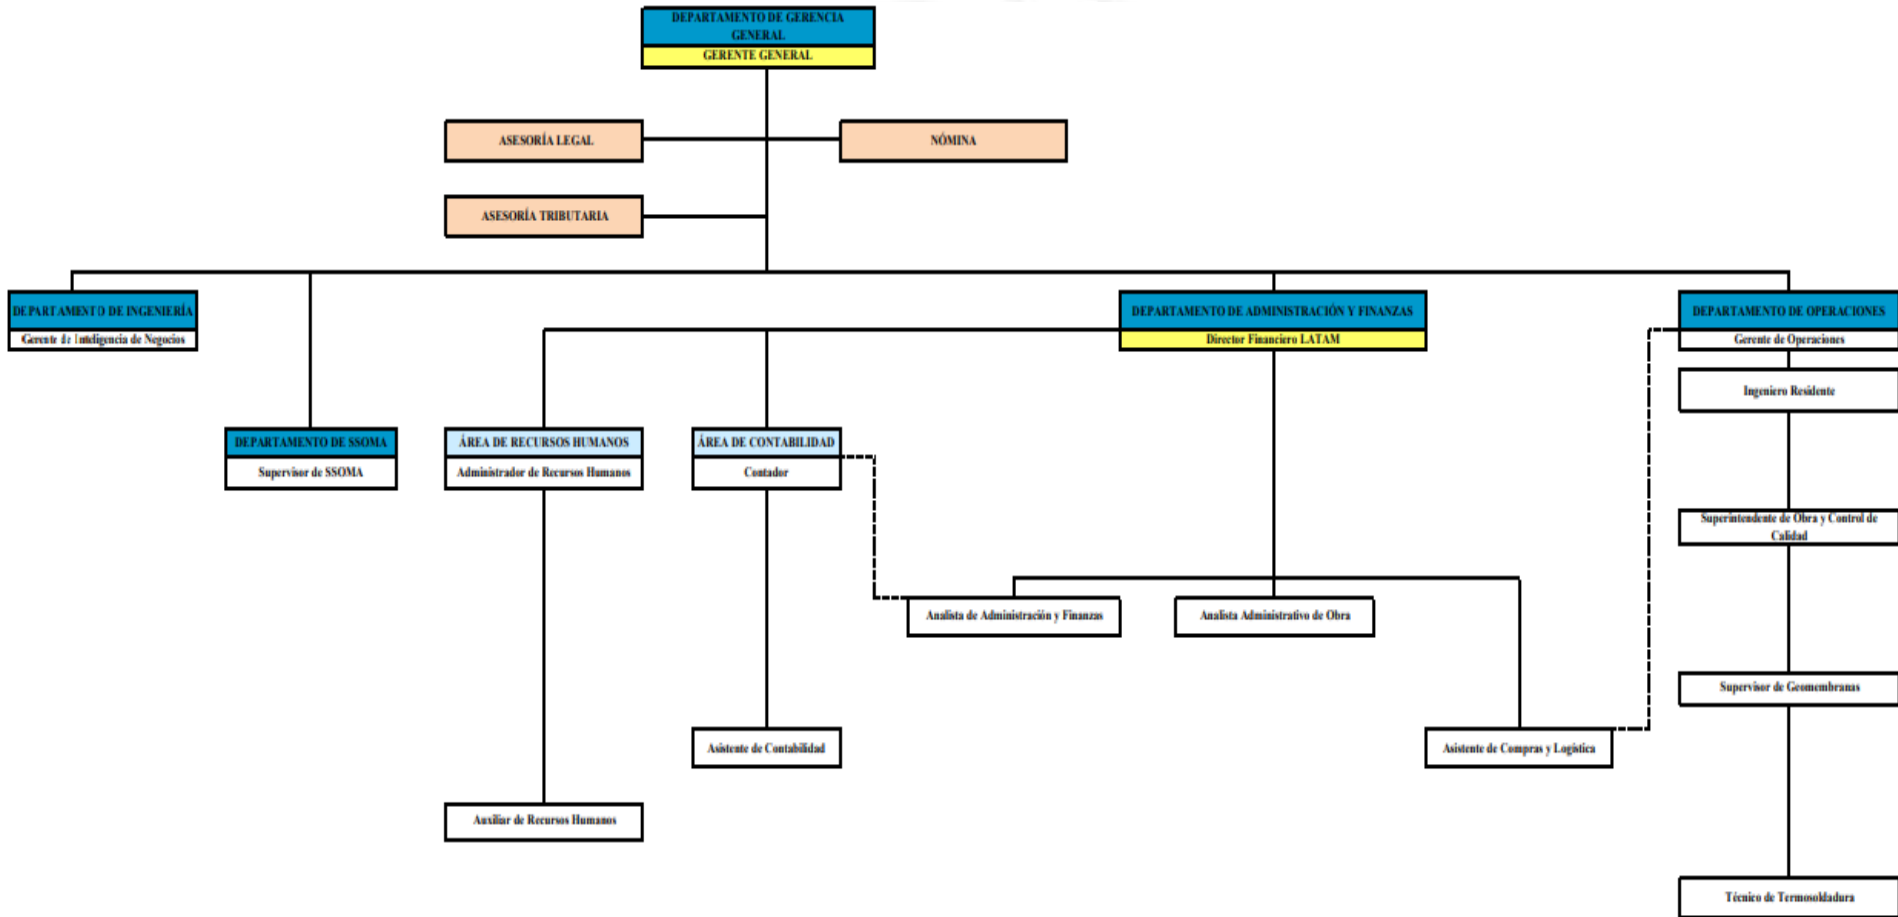 DEPARTAMENTO DE GERENCIA
GENERAL
GERENTE GENERAL
ASESORÍA LEGAL
NÓMINA
ASESORÍA TRIBUTARIA
DEPARTAMENTO DE INGENIERÍA
Gerente de Inteligencia de Negocios
DEPARTAMENTO DE ADMINISTRACIÓN Y FINANZAS
Director Financiero LATAM
DEPARTAMENTO DE OPERACIONES
Gerente de Operaciones
Ingeniero Residente
DEPARTAMENTO DE SSOMA
Supervisor de SSOMA
ÁREA DE RECURSOS HUMANOS
Administrador de Recursos Humanos
ÁREA DE CONTABILIDAD
Contador
Superintendente de Obra y Control de
Calidad
Analista de Administración y Finanzas
Analista Administrativo de Obra
Supervisor de Geomembranas
Asistente de Contabilidad
Asistente de Compras y Logística
Auxiliar de Recursos Humanos
Técnico de Termosoldadura